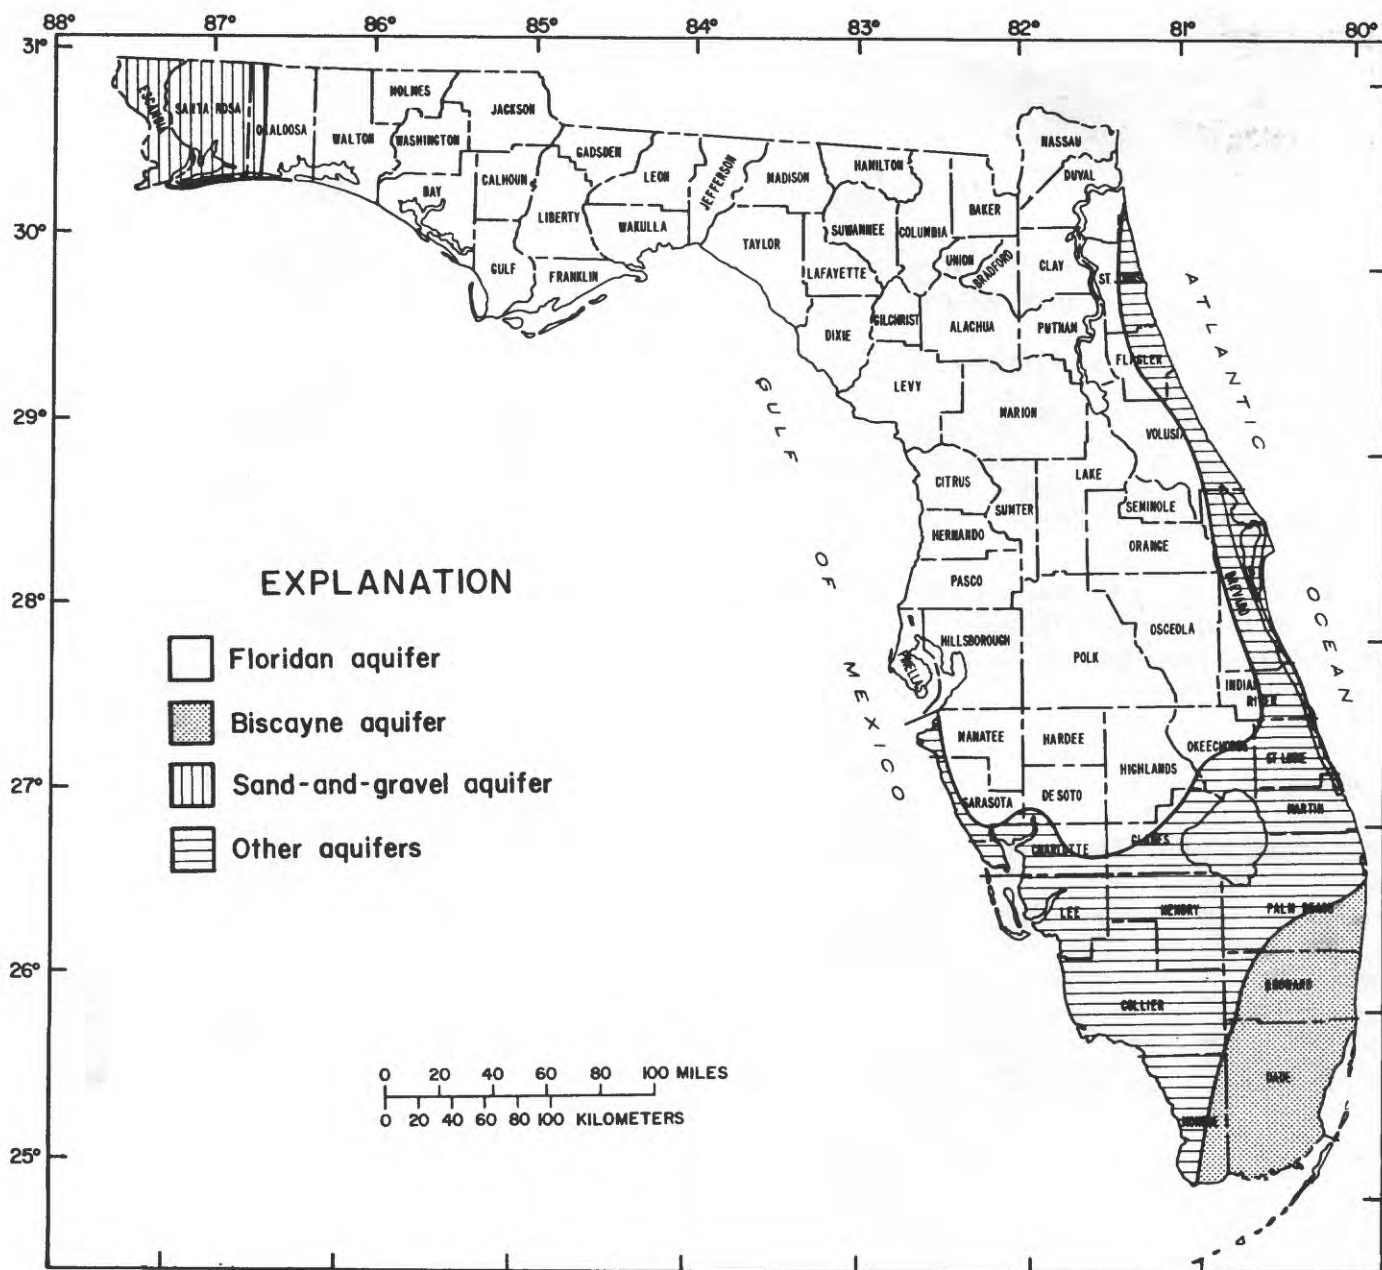 88° 87° 86° 85° 84° 83° 82° 81° 80°
31°
30°
29°
28°
27°
26°
25°
ESCAMBIA
SANTA ROSA
OKALOOSA
WALTON
HOLMES
WASHINGTON
JACKSON
BAY
CALHOUN
GULF
GADSDEN
LIBERTY
FRANKLIN
LEON
WAKULLA
JEFFERSON
MADISON
TAYLOR
HAMILTON
SUWANNEE
LAFAYETTE
DIXIE
COLUMBIA
GILCHRIST
BAKER
UNION
BRADFORD
ALACHUA
LEVY
NASSAU
DUVAL
CLAY
ST. JOHNS
PUTNAM
FLAGLER
MARION
VOLUSIA
CITRUS
SUMTER
LAKE
SEMINOLE
HERNANDO
ORANGE
PASCO
HILLSBOROUGH
PINELLAS
POLK
OSCEOLA
BREVARD
INDIAN
RIVER
MANATEE
HARDEE
HIGHLANDS
OKEECHOBEE
ST LUCIE
SARASOTA
DE SOTO
MARTIN
CHARLOTTE
GLADES
LEE
HENDRY
PALM BEACH
COLLIER
BROWARD
DADE
MONROE
GULF OF MEXICO
ATLANTIC OCEAN
EXPLANATION
Floridan aquifer
Biscayne aquifer
Sand-and-gravel aquifer
Other aquifers
0 20 40 60 80 100 MILES
0 20 40 60 80 100 KILOMETERS